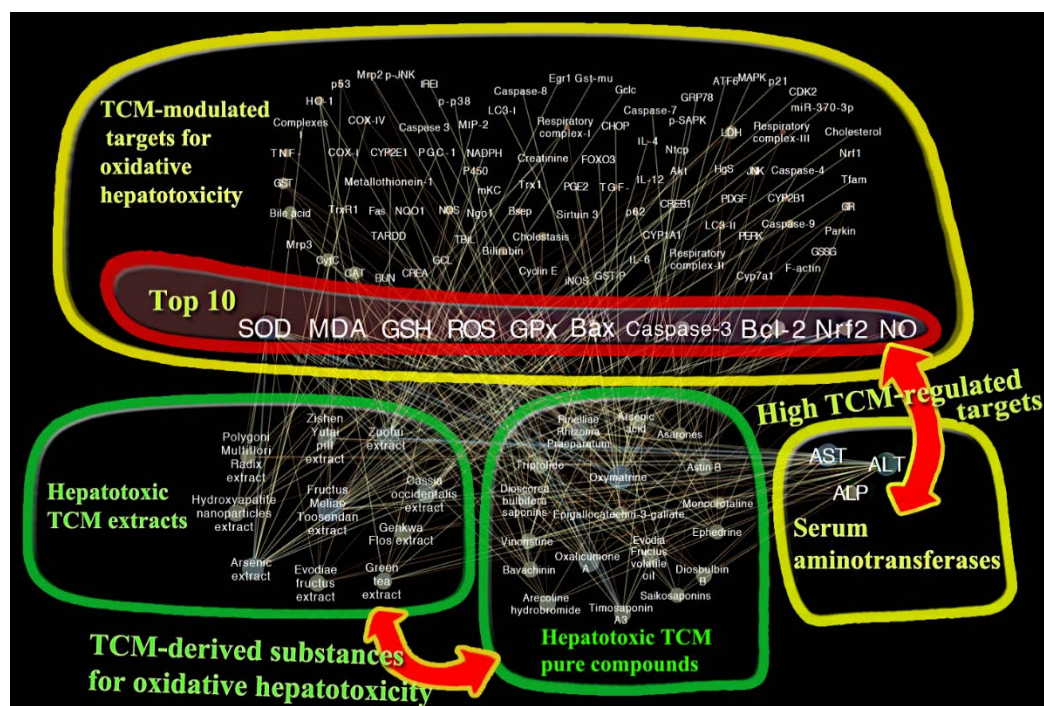 TCM-modulated
targets for
oxidative
hepatotoxicity
p53
Mrp2 p-JNK
IREI
HO-1
p-p38
Caspase-8
Egr1 Gst-mu
Gclc
ATF6
MAPK
p21
CDK2
miR-370-3p
GRP78
Complexes
I
COX-IV
Caspase 3
MIP-2
LC3-I
Respiratory
complex-I
CHOP
Caspase-7
p-SAPK
LDH
Respiratory
complex-III
Cholesterol
TNF-
COX-I
CYP2E1
PGC-1
NADPH
P450
Creatinine
FOXO3
IL-4
Ntcp
Nrf1
GST
Metallothionein-1
mKC
Trx1
PGE2
TGF-
IL-12
Akt
HgS
JNK
Caspase-4
Tfam
Bile acid
TrxR1
Fas
NQO1
NOS
Ngo1
Bsep
Sirtuin 3
p62
CREB1
PDGF
CYP2B1
GR
TARDD
TBIL
Bilirubin
Cholestasis
CYP1A1
LC3-II
PERK
Caspase-9
Parkin
Mrp3
CytC
GCL
IL-6
Respiratory
complex-II
GSSG
CAT
BUN
CREA
Cyclin E
iNOS
GST-P
Cyp7a1
F-actin
Top 10
SOD MDA GSH ROS GPx Bax Caspase-3 Bcl-2 Nrf2 NO
High TCM-regulated
targets
Hepatotoxic
TCM extracts
Polygoni
Multiflori
Radix
extract
Zishen
Yutai
pill
extract
Zuotai
extract
Hydroxyapatite
nanoparticles
extract
Fructus
Meliae
Toosendan
extract
Cassia
occidentalis
extract
Genkwa
Flos extract
Arsenic
extract
Evodiae
fructus
extract
Green
tea
extract
Pinelliae
Rhizoma
Praeparatum
Arsenic
acid
Asarones
Triptolide
Oxymatrine
Astin B
Dioscorea
bulbifera
saponins
Monocrotaline
Epigallocatechin-3-gallate
Vincristine
Oxalicumone
A
Evodia
Fructus
volatile
oil
Ephedrine
Bavachinin
Diosbulbin
B
Arecoline
hydrobromide
Timosaponin
A3
Saikosaponins
Hepatotoxic TCM
pure compounds
AST
ALT
ALP
Serum
aminotransferases
TCM-derived substances
for oxidative hepatotoxicity